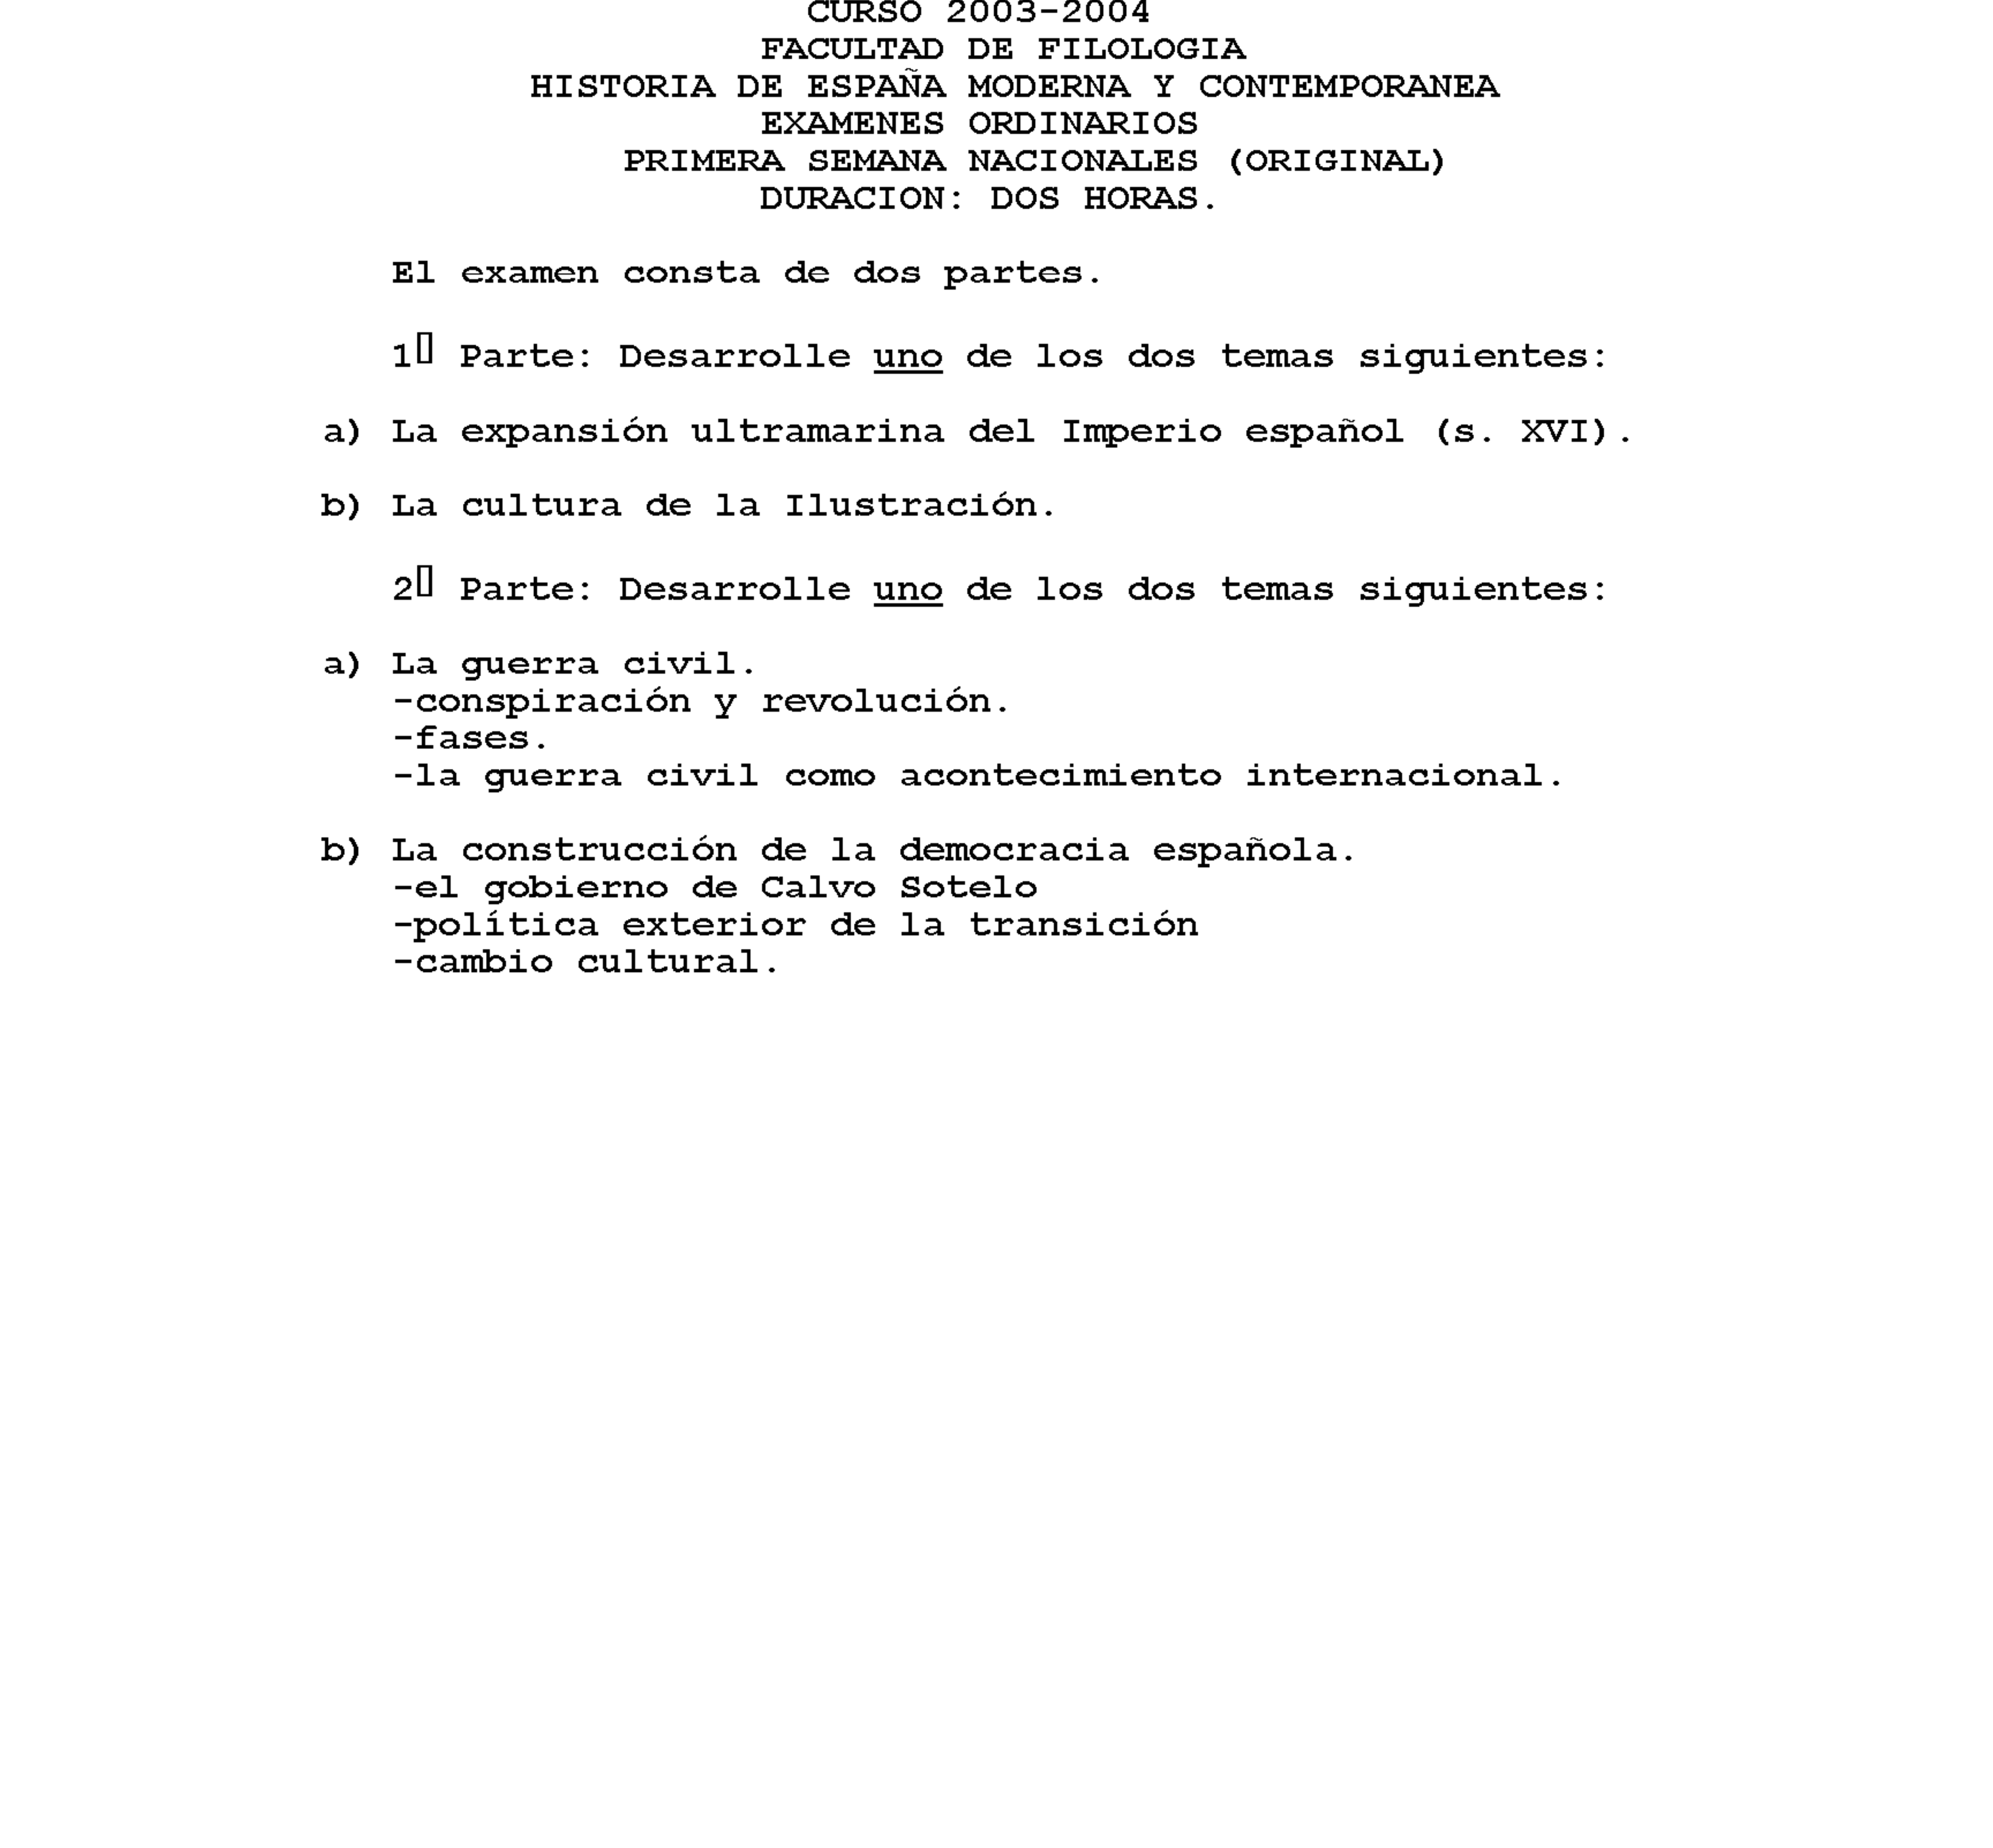 CURSO 2003-2004
FACULTAD DE FILOLOGIA
HISTORIA DE ESPAÑA MODERNA Y CONTEMPORANEA
EXAMENES ORDINARIOS
PRIMERA SEMANA NACIONALES (ORIGINAL)
DURACION: DOS HORAS.
El examen consta de dos partes.
1▯ Parte: Desarrolle uno de los dos temas siguientes:
a) La expansión ultramarina del Imperio español (s. XVI).
b) La cultura de la Ilustración.
2▯ Parte: Desarrolle uno de los dos temas siguientes:
a) La guerra civil.
-conspiración y revolución.
-fases.
-la guerra civil como acontecimiento internacional.
b) La construcción de la democracia española.
-el gobierno de Calvo Sotelo
-política exterior de la transición
-cambio cultural.